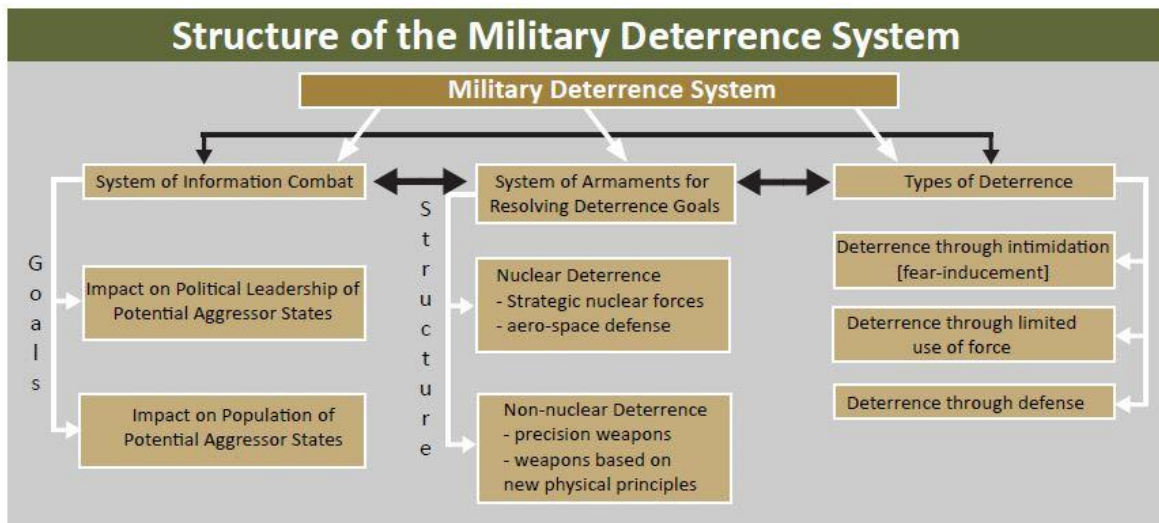 Structure of the Military Deterrence System
Military Deterrence System
System of Information Combat
Goals
Impact on Political Leadership of
Potential Aggressor States
Impact on Population of
Potential Aggressor States
System of Armaments for
Resolving Deterrence Goals
Structure
Nuclear Deterrence
- Strategic nuclear forces
- aero-space defense
Non-nuclear Deterrence
- precision weapons
- weapons based on
new physical principles
Types of Deterrence
Deterrence through intimidation
[fear-inducement]
Deterrence through limited
use of force
Deterrence through defense